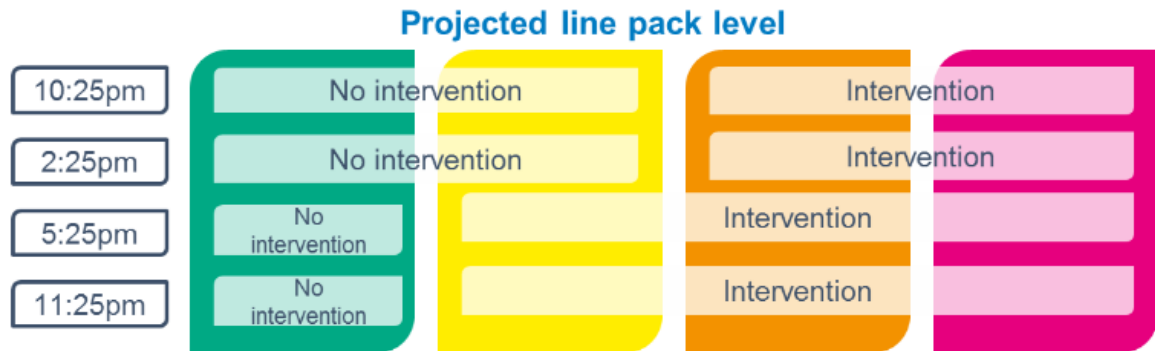 Projected line pack level
10:25pm
No intervention
Intervention
2:25pm
No intervention
Intervention
5:25pm
No
intervention
Intervention
11:25pm
No
intervention
Intervention